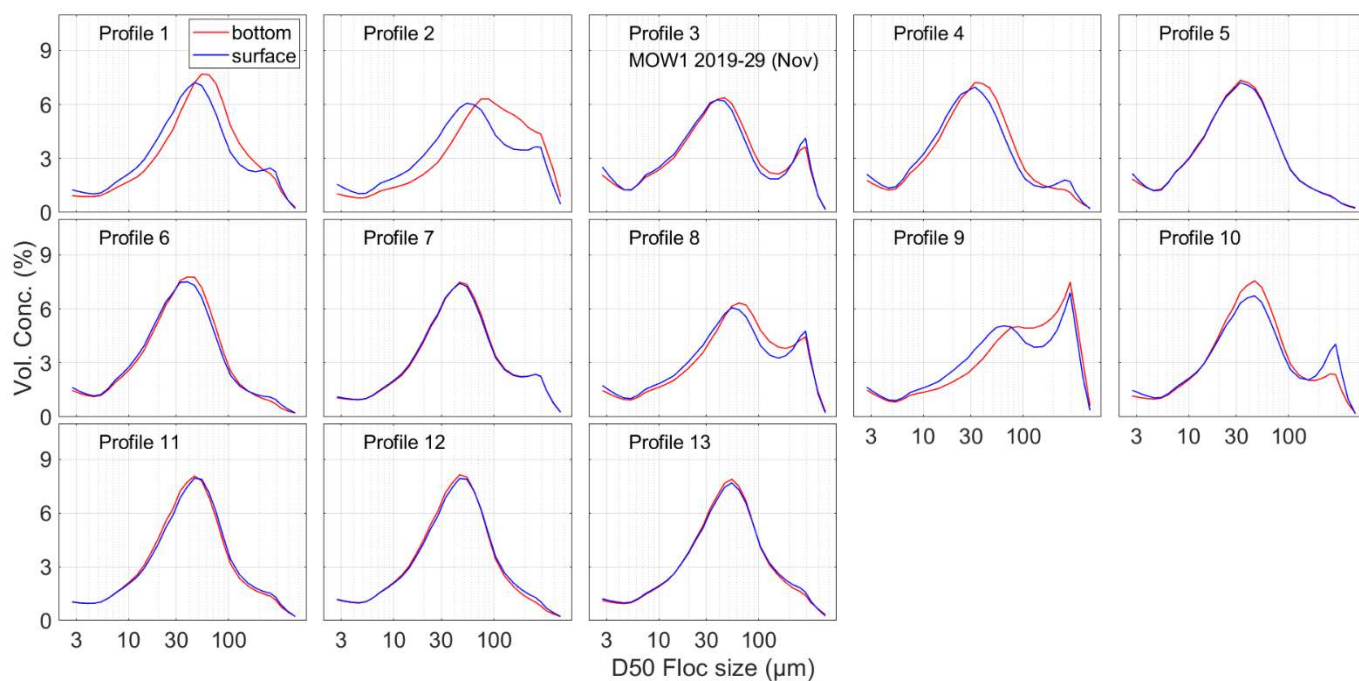 Profile 1
bottom
surface
Profile 2
Profile 3
MOW1 2019-29 (Nov)
Profile 4
Profile 5
9
6
3
0
Profile 6
Profile 7
Profile 8
Profile 9
Profile 10
9
6
3
0
Vol. Conc. (%)
3 10 30 100
3 10 30 100
Profile 11
Profile 12
Profile 13
9
6
3
0
3 10 30 100
3 10 30 100
3 10 30 100
D50 Floc size (µm)